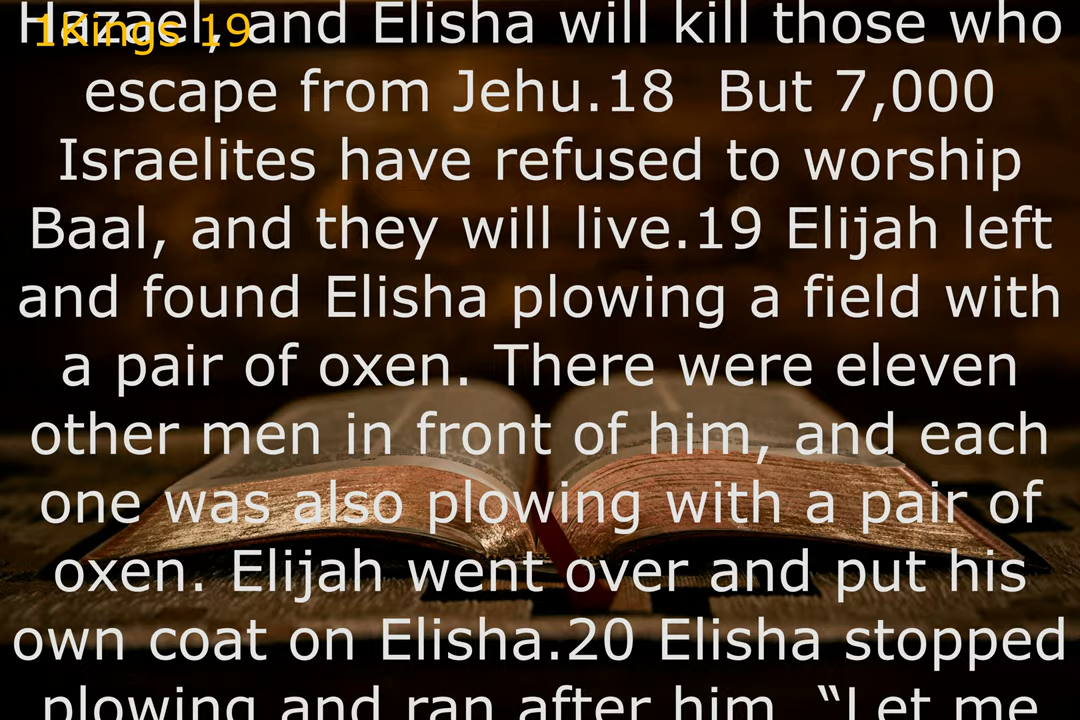 1Kings 19
Hazael, and Elisha will kill those who
escape from Jehu.18  But 7,000
Israelites have refused to worship
Baal, and they will live.19 Elijah left
and found Elisha plowing a field with
a pair of oxen. There were eleven
other men in front of him, and each
one was also plowing with a pair of
oxen. Elijah went over and put his
own coat on Elisha.20 Elisha stopped
plowing and ran after him. “Let me